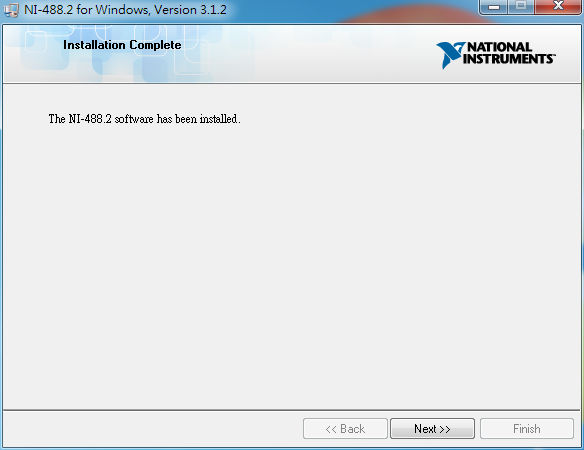 NI-488.2 for Windows, Version 3.1.2
Installation Complete
NATIONAL
INSTRUMENTS™
The NI-488.2 software has been installed.
<< Back
Next >>
Finish